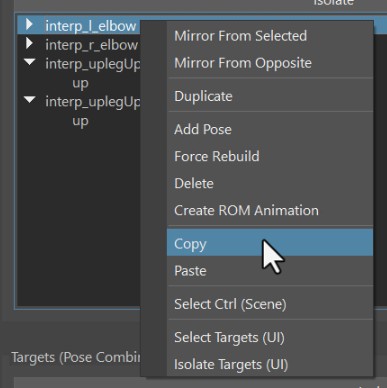 Isolate
interp_l_elbow
interp_r_elbow
interp_uplegUp
up
interp_uplegUp
up
Mirror From Selected
Mirror From Opposite
Duplicate
Add Pose
Force Rebuild
Delete
Create ROM Animation
Copy
Paste
Select Ctrl (Scene)
Select Targets (UI)
Isolate Targets (UI)
Targets (Pose Combin